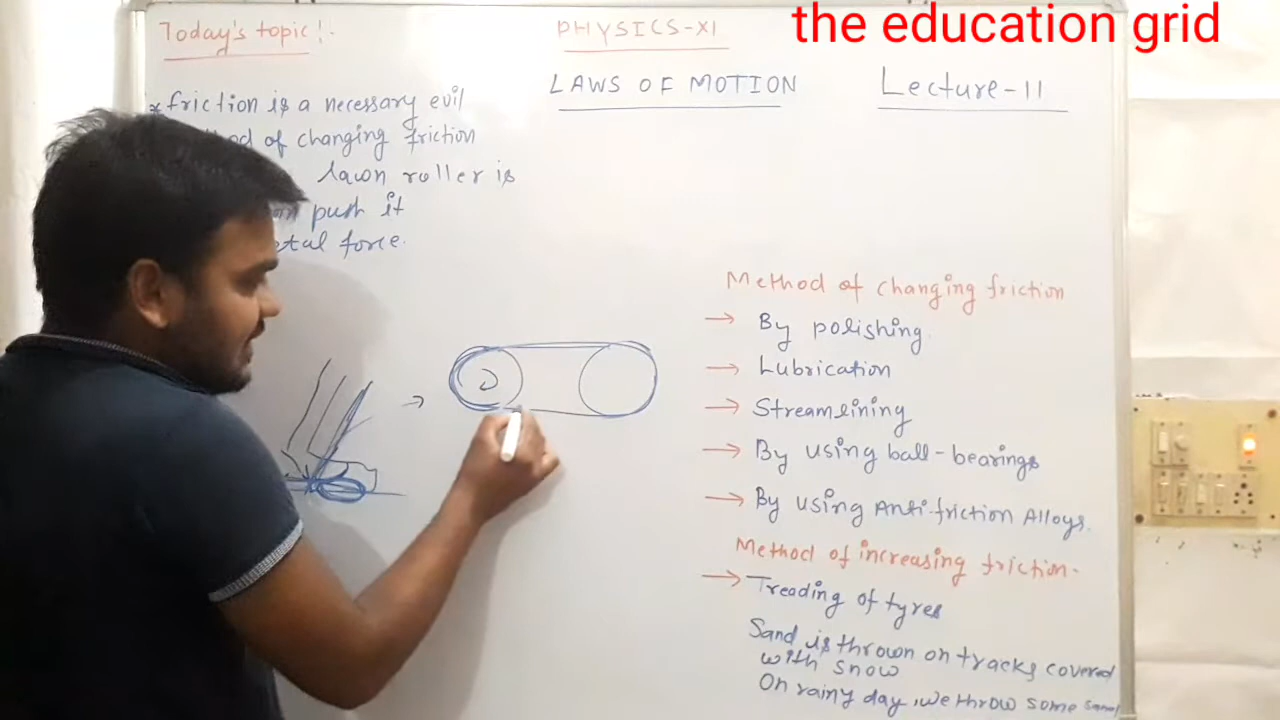 the education grid
Today's topic!-
PHYSICS-XI
LAWS OF MOTION
Lecture-11
* friction is a necessary evil
of changing friction
lawn roller is
push it
force.
Method of changing friction
→ By polishing.
→ Lubrication
→ Streamlining
→ By using ball-bearings
→ By using Anti-friction Alloys.
Method of increasing friction.
→ Treading of tyres
Sand is thrown on tracks covered
with snow
On rainy day, we throw some sand